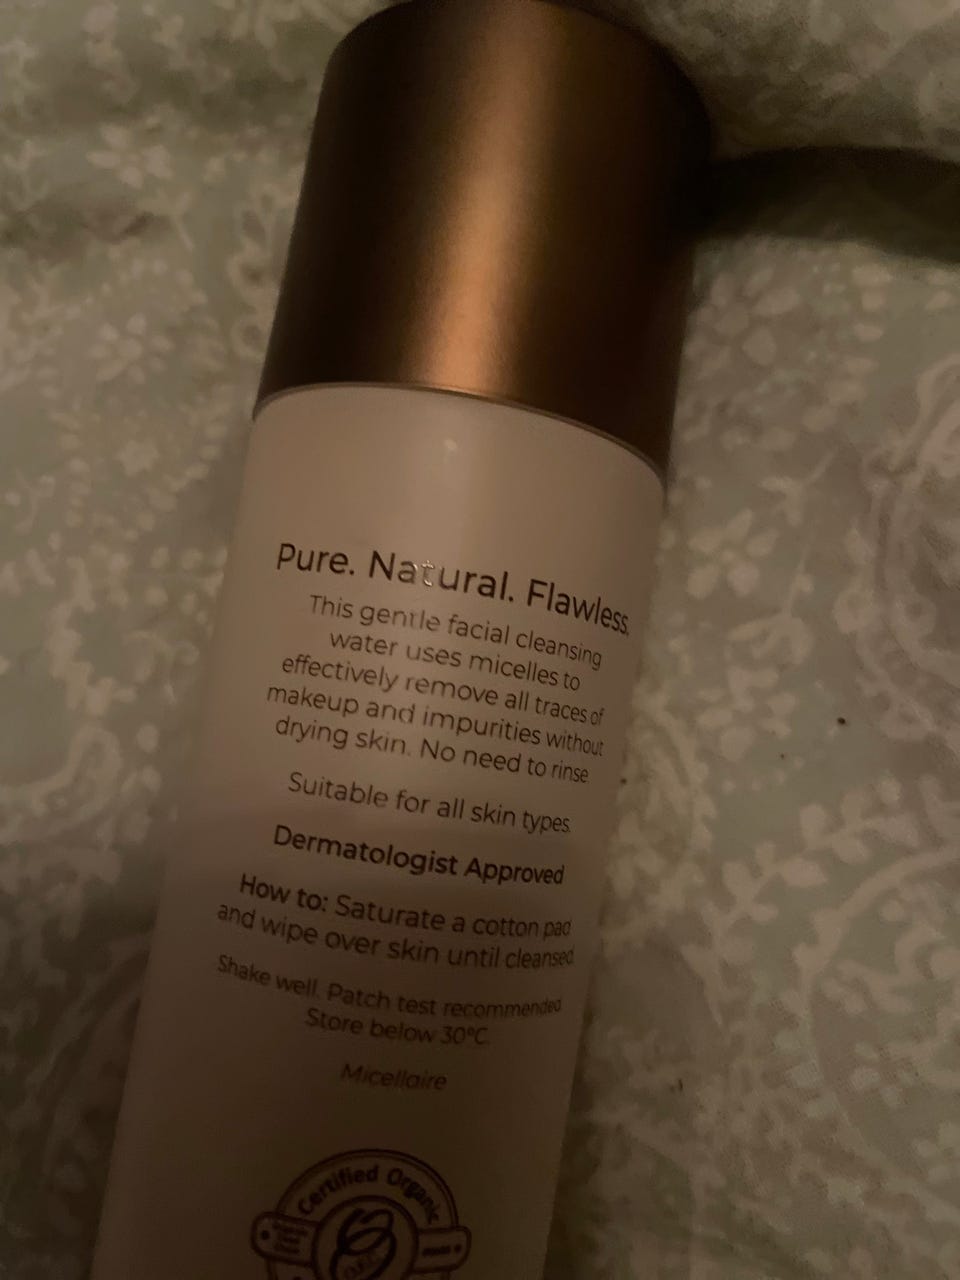 Pure. Natural. Flawless.
This gentle facial cleansing
water uses micelles to
effectively remove all traces of
makeup and impurities without
drying skin. No need to rinse
Suitable for all skin types.
Dermatologist Approved
How to: Saturate a cotton pad
and wipe over skin until cleansed
Shake well. Patch test recommended
Store below 30°C.
Micellaire
Certified Organic